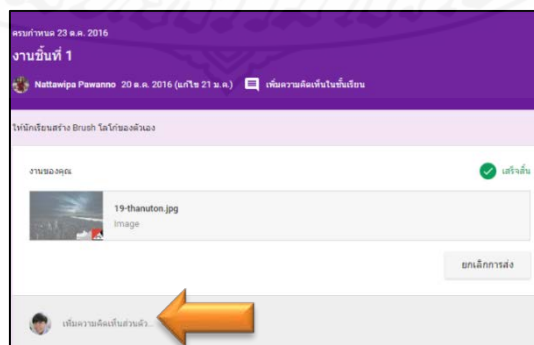 ครบกำหนด 23 ต.ค. 2016
งานชิ้นที่ 1
Nattawipa Pawanno 20 ต.ค. 2016 (แก้ไข 21 ม.ค.) เพิ่มความคิดเห็นในชั้นเรียน
ให้นักเรียนสร้าง Brush โลโก้ของตัวเอง
งานของคุณ
เสร็จสิ้น
19-thanuton.jpg
Image
ยกเลิกการส่ง
เพิ่มความคิดเห็นส่วนตัว...